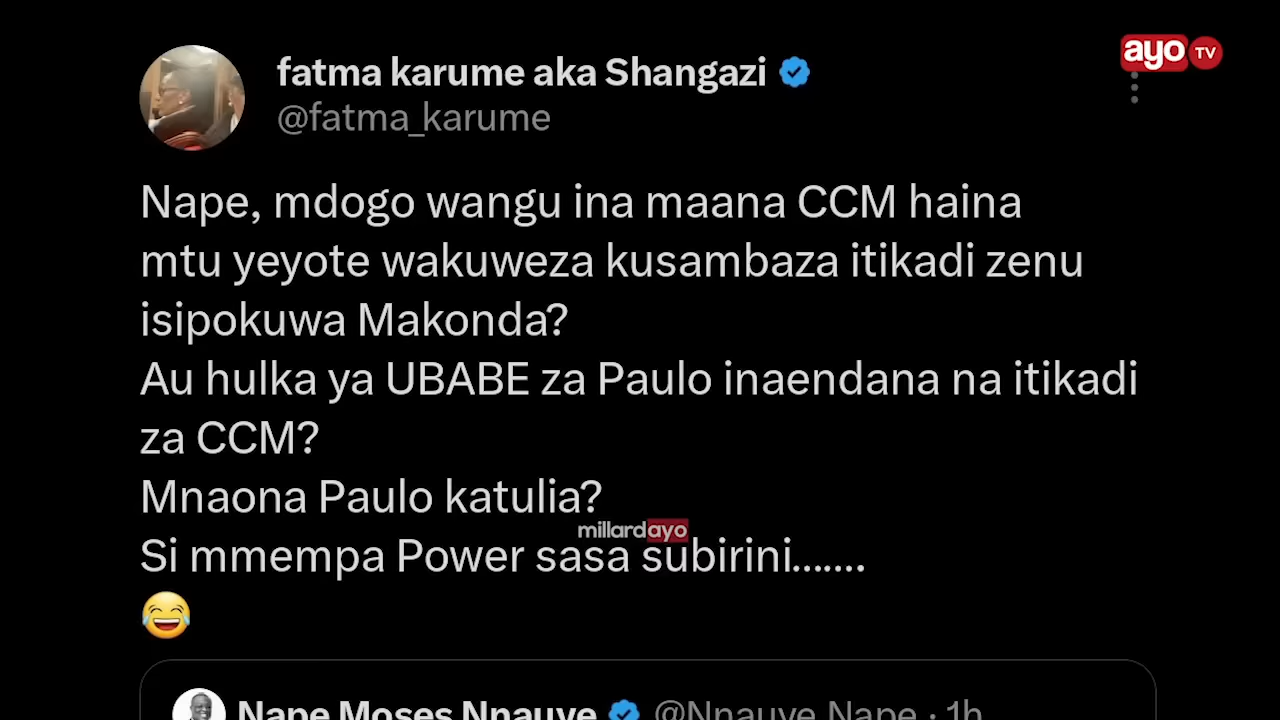 ayo TV
fatma karume aka Shangazi
@fatma_karume
Nape, mdogo wangu ina maana CCM haina
mtu yeyote wakuweza kusambaza itikadi zenu
isipokuwa Makonda?
Au hulka ya UBABE za Paulo inaendana na itikadi
za CCM?
Mnaona Paulo katulia?
millardayo
Si mmempa Power sasa subirini.......
😂
Nape Moses Nnauye @Nnauye_Nape · 1h